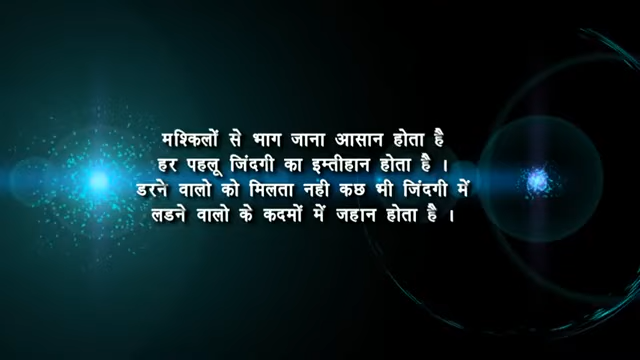 मश्किलों से भाग जाना आसान होता है
हर पहलू जिंदगी का इम्तीहान होता है ।
डरने वालो को मिलता नही कछ भी जिंदगी में
लडने वालो के कदमों में जहान होता है ।